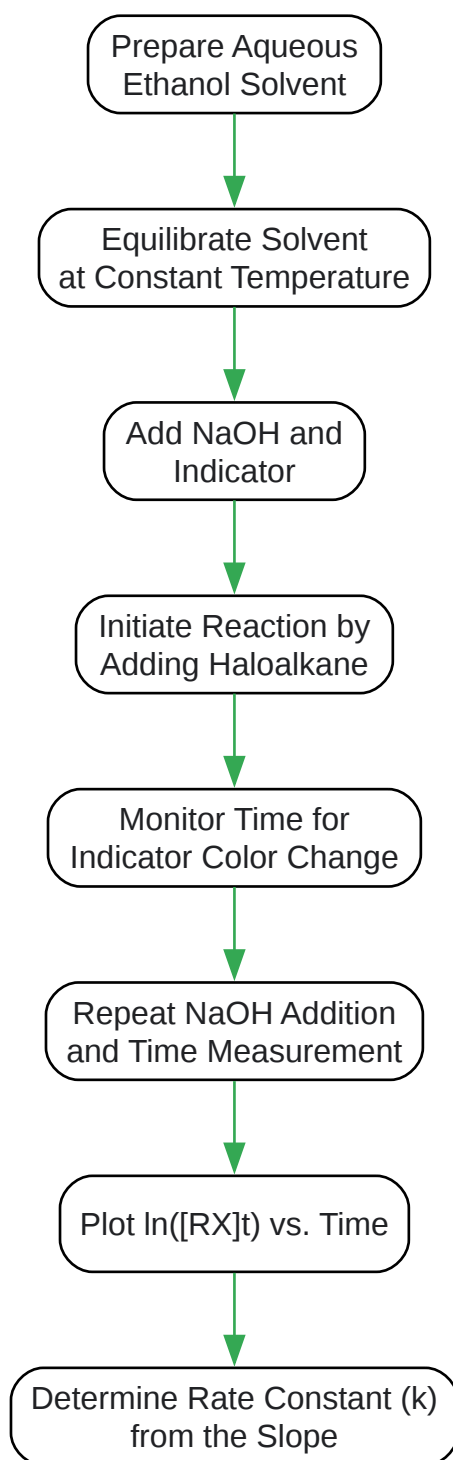 Prepare Aqueous
Ethanol Solvent
Equilibrate Solvent
at Constant Temperature
Add NaOH and
Indicator
Initiate Reaction by
Adding Haloalkane
Monitor Time for
Indicator Color Change
Repeat NaOH Addition
and Time Measurement
Plot ln([RX]t) vs. Time
Determine Rate Constant (k)
from the Slope